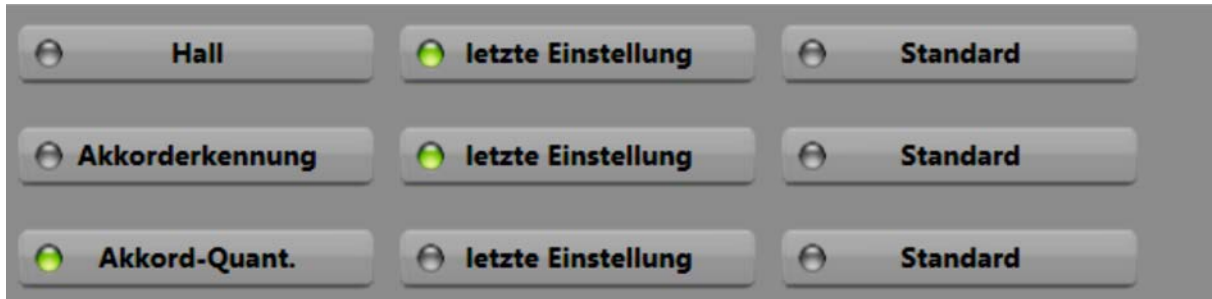 Hall letzte Einstellung Standard
Akkorderkennung letzte Einstellung Standard
Akkord-Quant. letzte Einstellung Standard